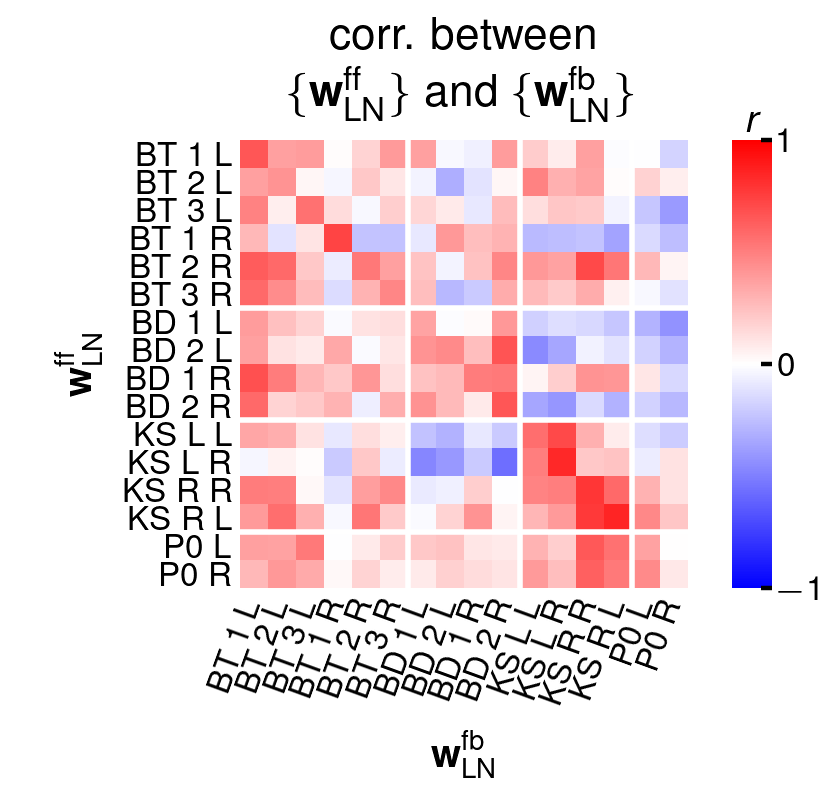 corr. between
{w^ff_LN} and {w^fb_LN}
r
BT 1 L
BT 2 L
BT 3 L
BT 1 R
BT 2 R
BT 3 R
BD 1 L
BD 2 L
BD 1 R
BD 2 R
KS L L
KS L R
KS R R
KS R L
P0 L
P0 R
w^ff_LN
1
0
−1
BT 1 L
BT 2 L
BT 3 L
BT 1 R
BT 2 R
BT 3 R
BD 1 L
BD 2 L
BD 1 R
BD 2 R
KS L L
KS L R
KS R R
KS R L
P0 L
P0 R
w^fb_LN